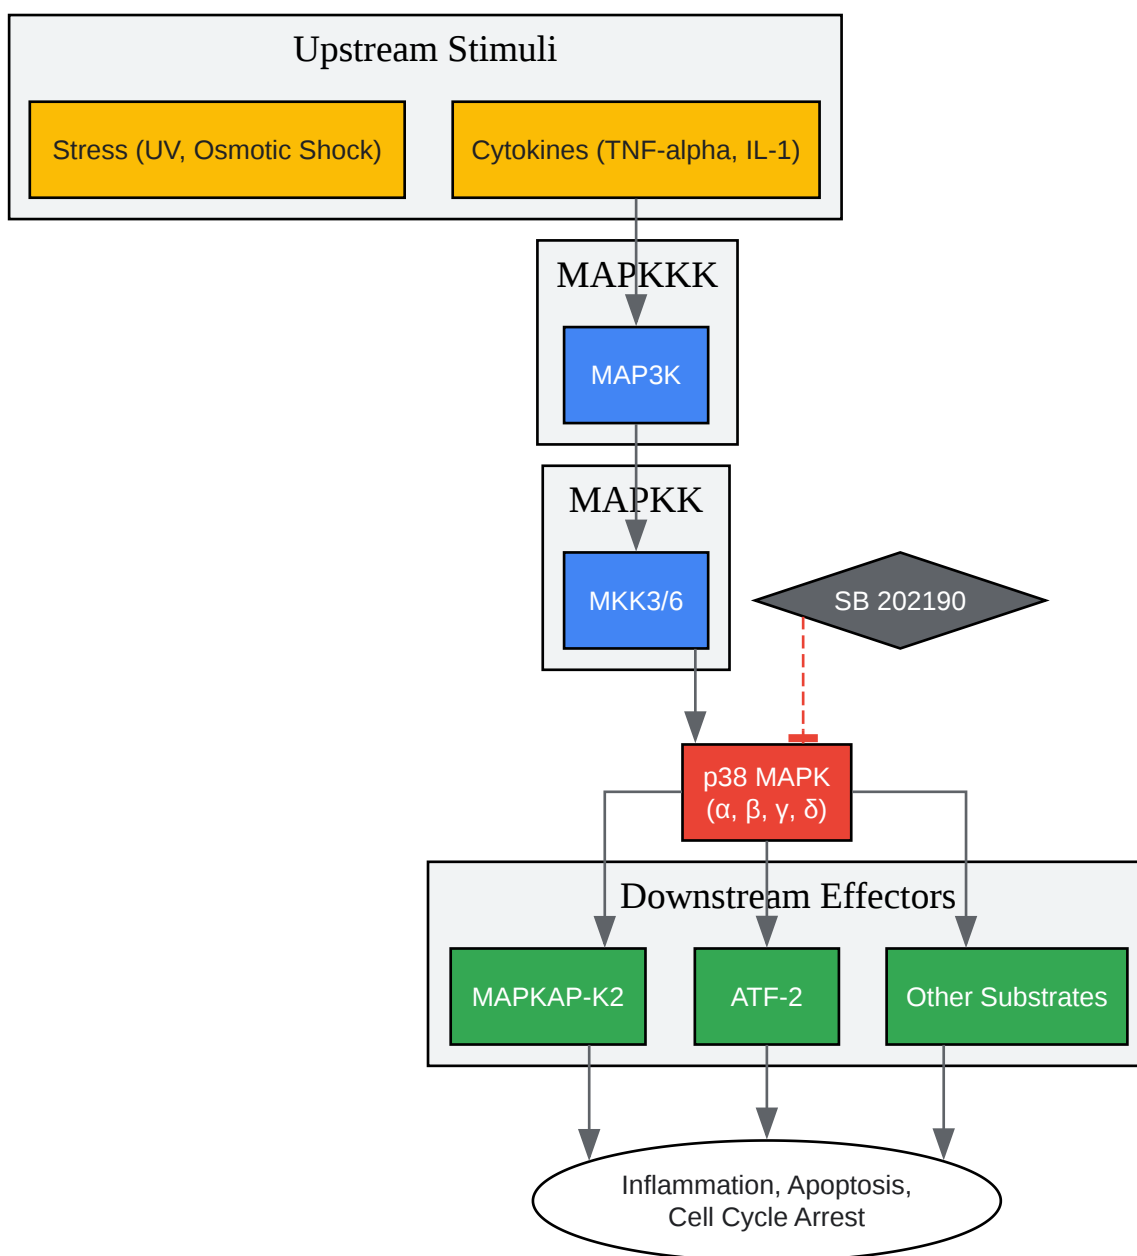 Upstream Stimuli
Stress (UV, Osmotic Shock)
Cytokines (TNF-alpha, IL-1)
MAPKKK
MAP3K
MAPKK
MKK3/6
SB 202190
p38 MAPK
(α, β, γ, δ)
Downstream Effectors
MAPKAP-K2
ATF-2
Other Substrates
Inflammation, Apoptosis,
Cell Cycle Arrest